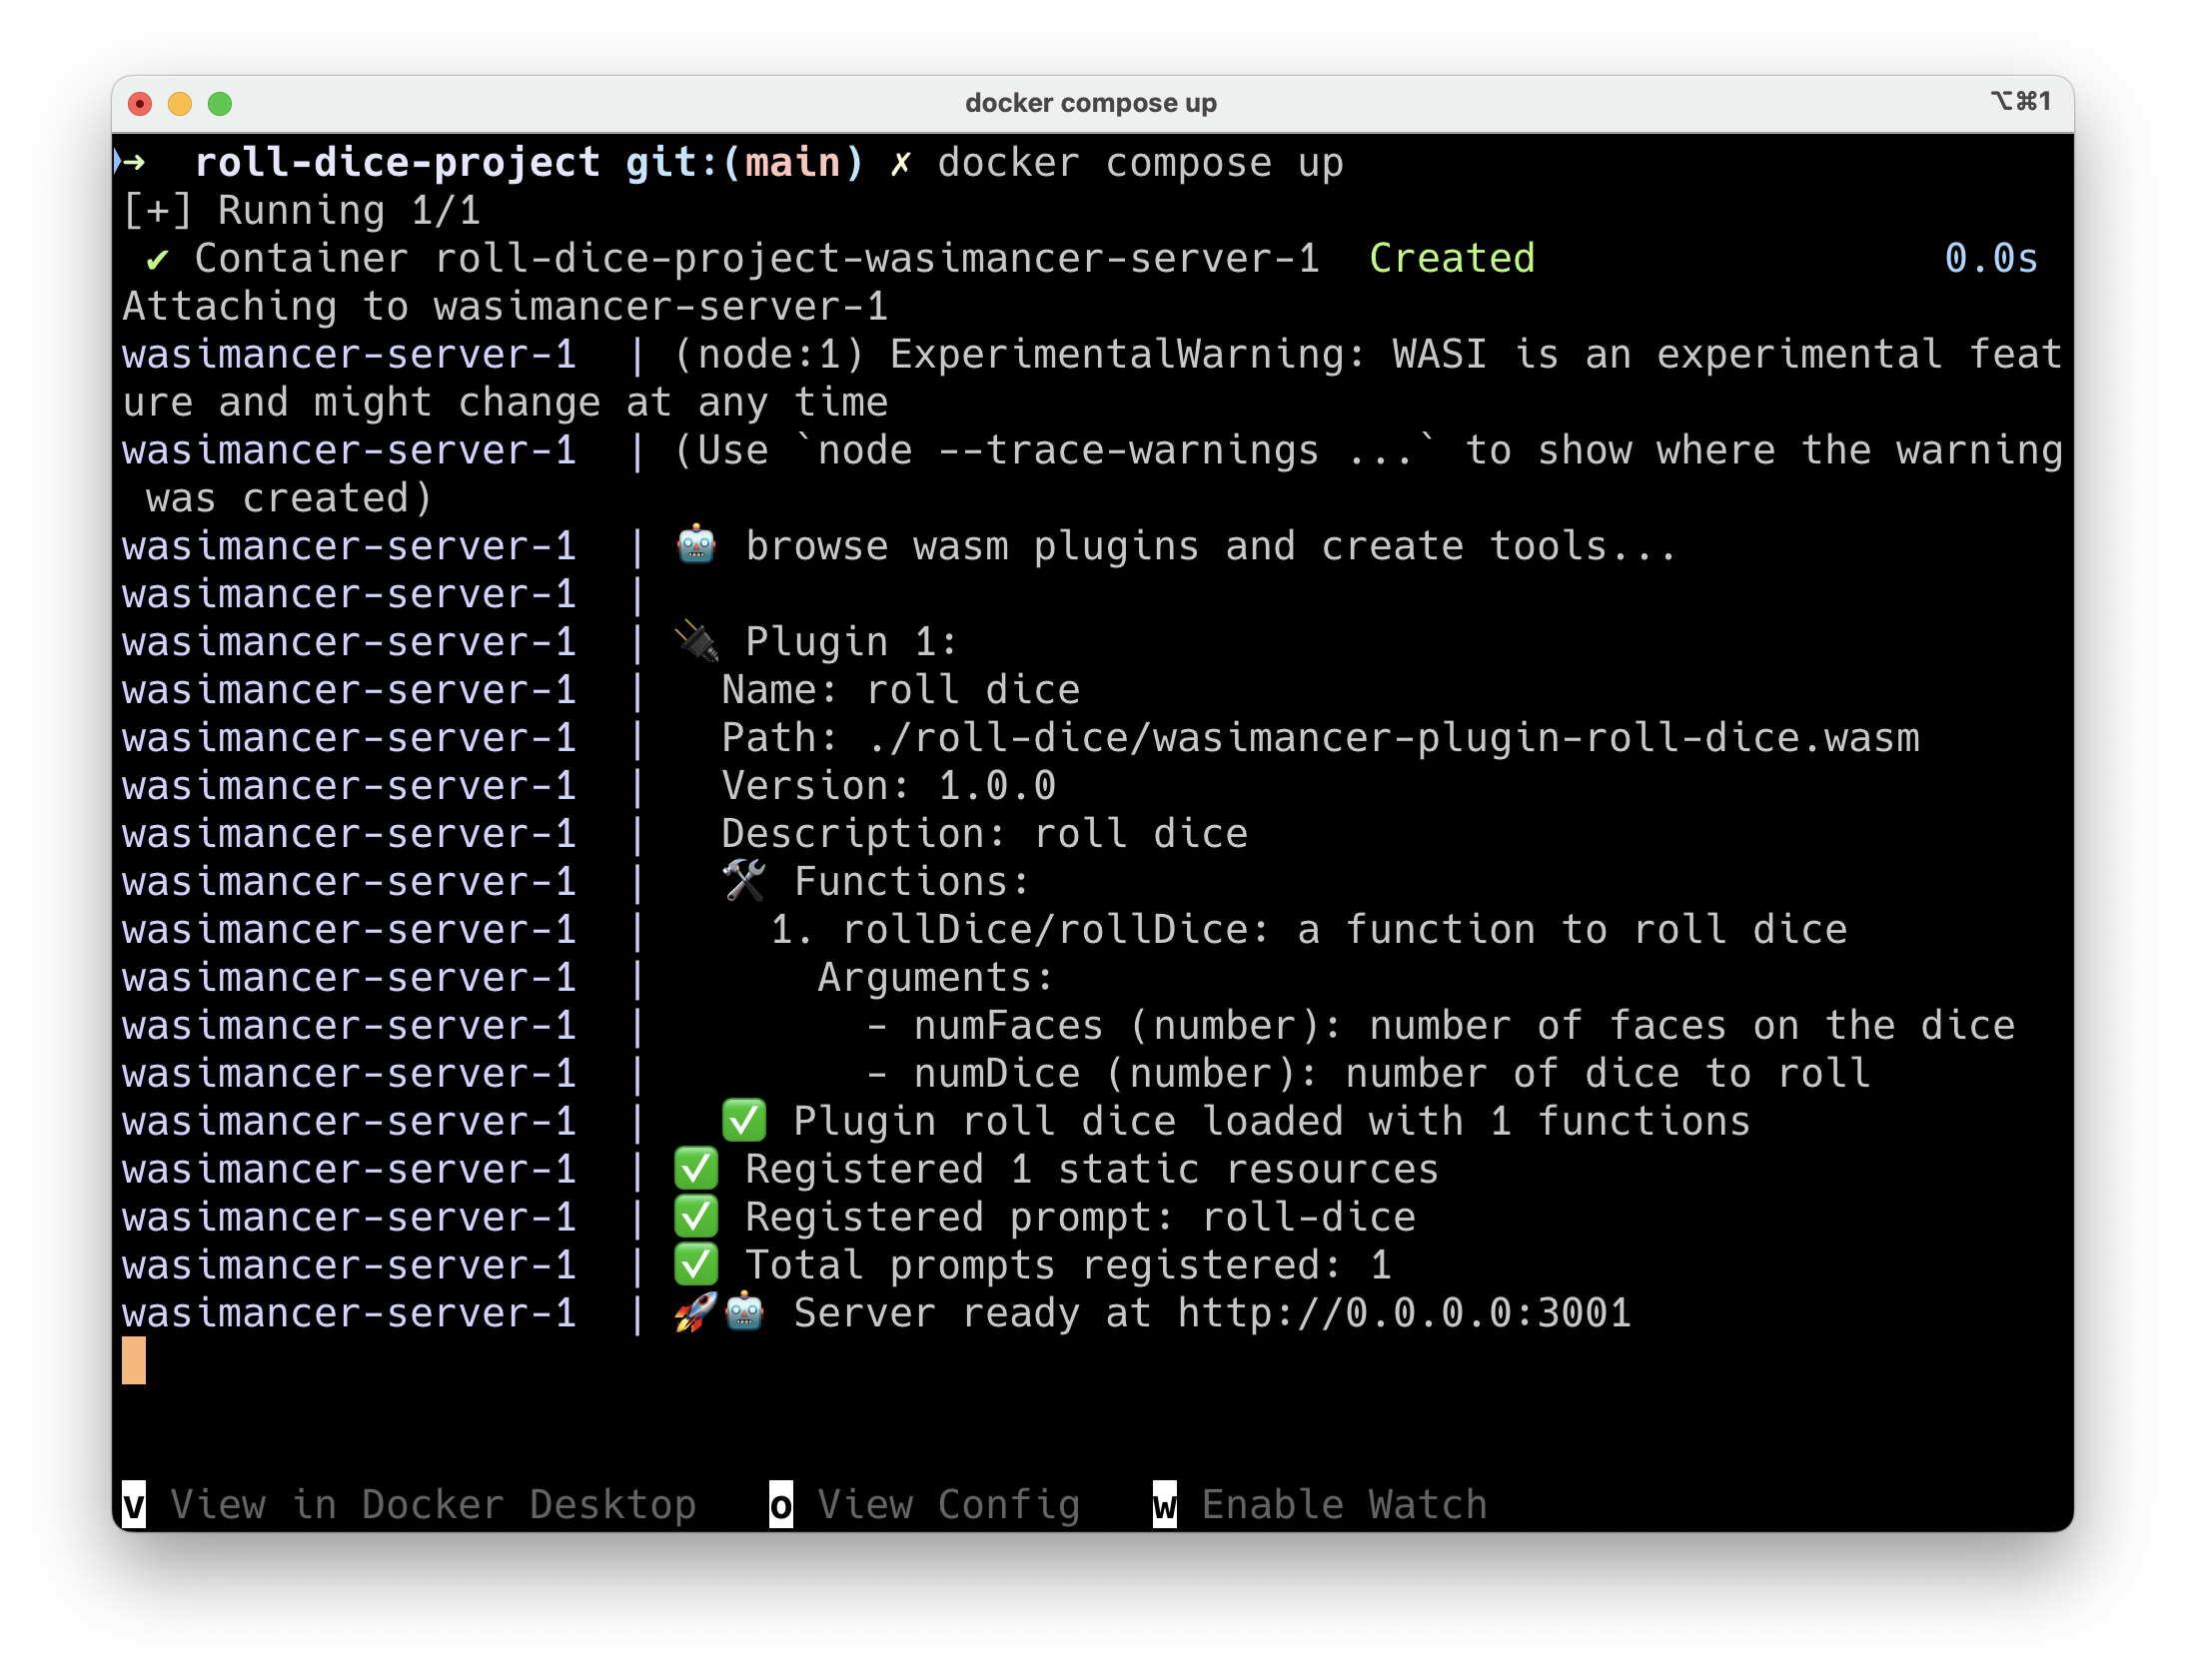 docker compose up ⌥⌘1
➜ roll-dice-project git:(main) ✗ docker compose up
[+] Running 1/1
✔ Container roll-dice-project-wasimancer-server-1 Created 0.0s
Attaching to wasimancer-server-1
wasimancer-server-1 | (node:1) ExperimentalWarning: WASI is an experimental feat
ure and might change at any time
wasimancer-server-1 | (Use `node --trace-warnings ...` to show where the warning
was created)
wasimancer-server-1 | 🤖 browse wasm plugins and create tools...
wasimancer-server-1 |
wasimancer-server-1 | 🔌 Plugin 1:
wasimancer-server-1 | Name: roll dice
wasimancer-server-1 | Path: ./roll-dice/wasimancer-plugin-roll-dice.wasm
wasimancer-server-1 | Version: 1.0.0
wasimancer-server-1 | Description: roll dice
wasimancer-server-1 | 🛠️ Functions:
wasimancer-server-1 | 1. rollDice/rollDice: a function to roll dice
wasimancer-server-1 | Arguments:
wasimancer-server-1 | - numFaces (number): number of faces on the dice
wasimancer-server-1 | - numDice (number): number of dice to roll
wasimancer-server-1 | ✅ Plugin roll dice loaded with 1 functions
wasimancer-server-1 | ✅ Registered 1 static resources
wasimancer-server-1 | ✅ Registered prompt: roll-dice
wasimancer-server-1 | ✅ Total prompts registered: 1
wasimancer-server-1 | 🚀🤖 Server ready at http://0.0.0.0:3001
v View in Docker Desktop o View Config w Enable Watch